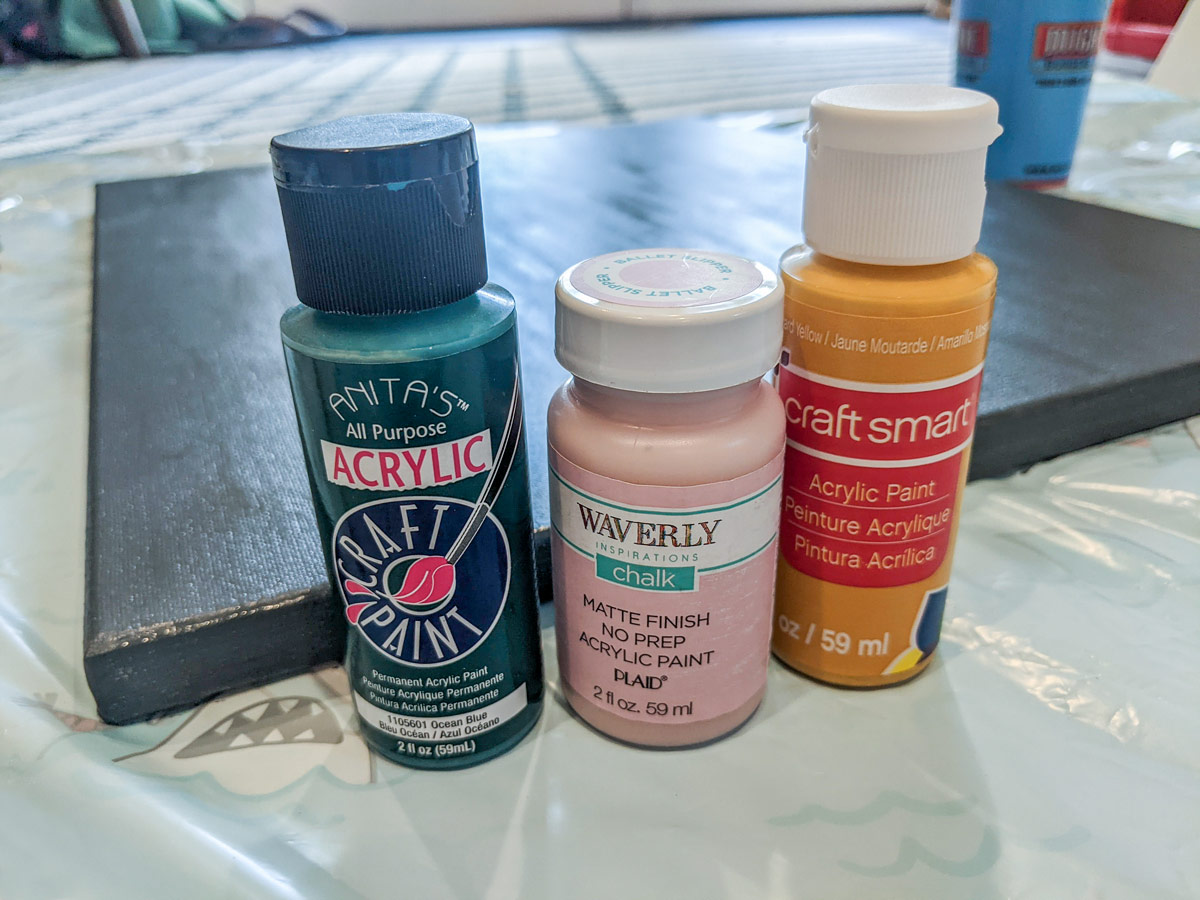 ANITA'S™
All Purpose
ACRYLIC
CRAFT
PAINT
Permanent Acrylic Paint
Peinture Acrylique Permanente
Pintura Acrílica Permanente
1105601 Ocean Blue
Bleu Océan / Azul Océano
2 fl oz (59mL)
BALLET SLIPPER • BALLET SLIPPER •
WAVERLY
INSPIRATIONS
chalk
MATTE FINISH
NO PREP
ACRYLIC PAINT
PLAID®
2 fl oz. 59 ml
Yellow / Jaune Moutarde / Amarillo
craft smart
Acrylic Paint
Peinture Acrylique
Pintura Acrílica
oz / 59 ml